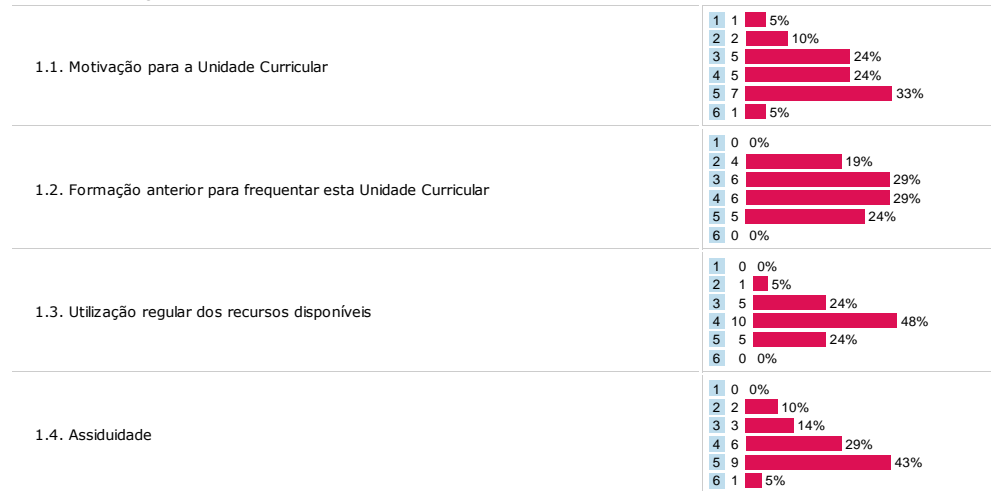 1.1. Motivação para a Unidade Curricular
1 1 5%
2 2 10%
3 5 24%
4 5 24%
5 7 33%
6 1 5%
1.2. Formação anterior para frequentar esta Unidade Curricular
1 0 0%
2 4 19%
3 6 29%
4 6 29%
5 5 24%
6 0 0%
1.3. Utilização regular dos recursos disponíveis
1 0 0%
2 1 5%
3 5 24%
4 10 48%
5 5 24%
6 0 0%
1.4. Assiduidade
1 0 0%
2 2 10%
3 3 14%
4 6 29%
5 9 43%
6 1 5%